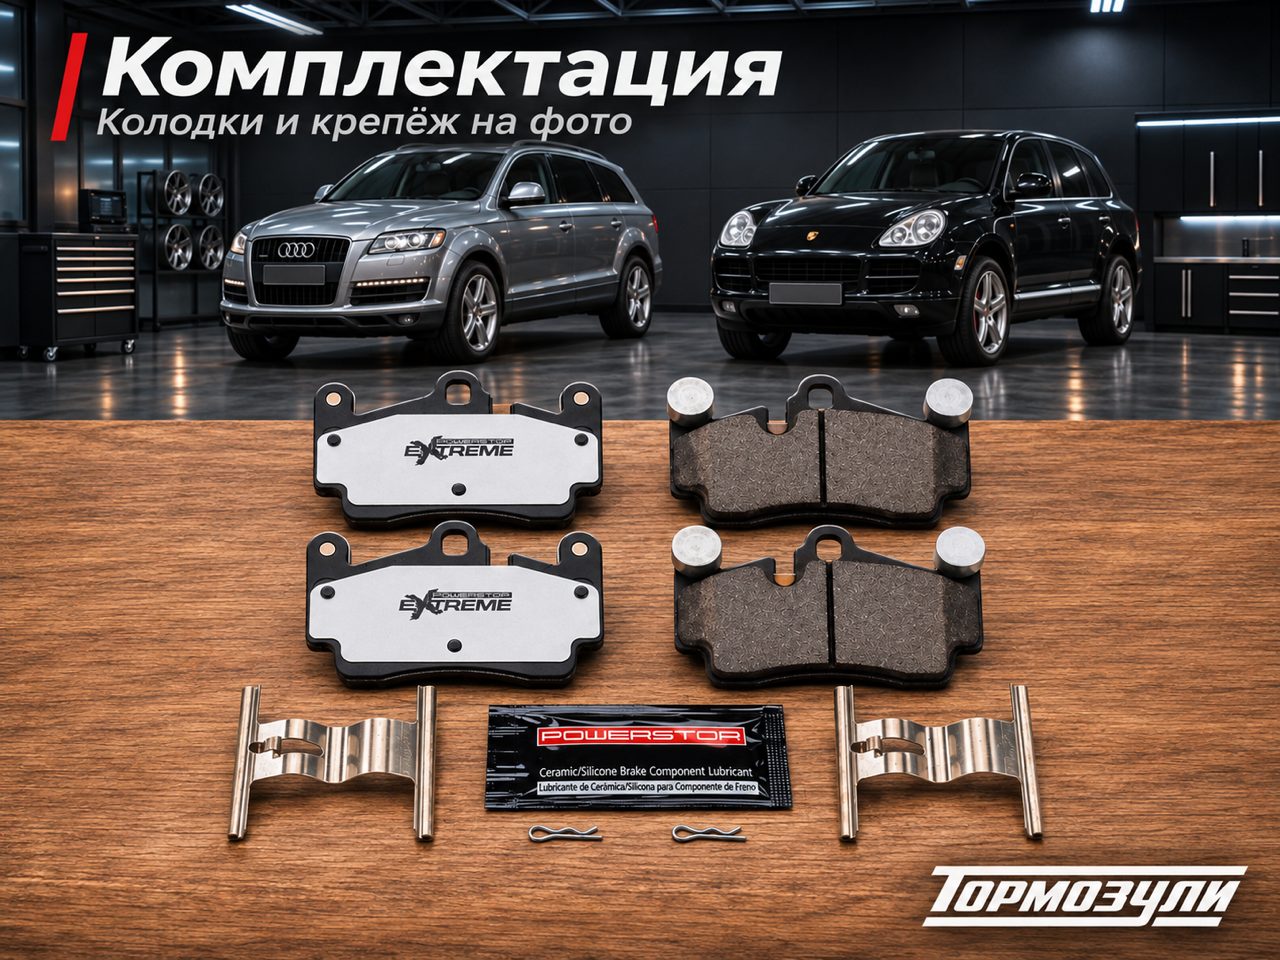 Комплектация
Колодки и крепёж на фото
POWERSTOP
EXTREME
POWERSTOP
EXTREME
POWERSTOP
Ceramic/Silicone Brake Component Lubricant
Lubricante de Cerámica/Silicona para Componente de Freno
ТОРМОЗУЛИ